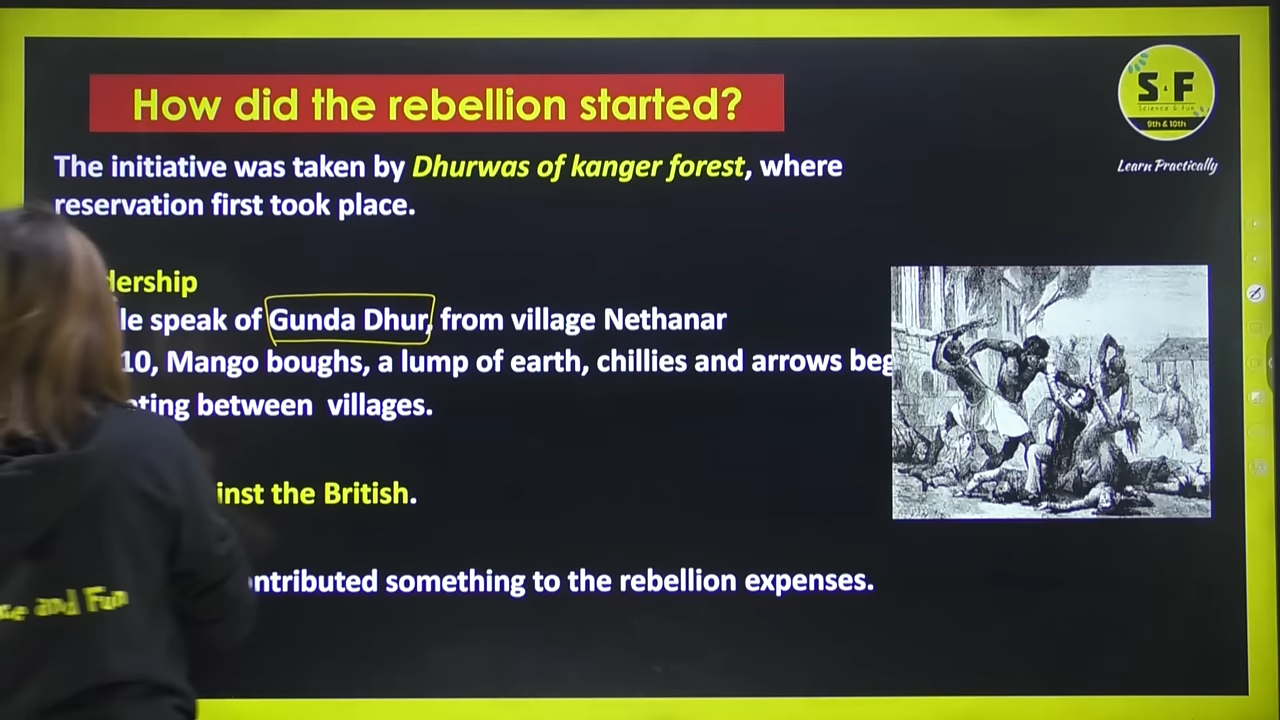 How did the rebellion started?
S&F
Science & Fun
9th & 10th
Learn Practically
The initiative was taken by Dhurwas of kanger forest, where
reservation first took place.
dership
le speak of Gunda Dhur, from village Nethanar
10, Mango boughs, a lump of earth, chillies and arrows beg
ting between villages.
inst the British.
ntributed something to the rebellion expenses.
and Fun